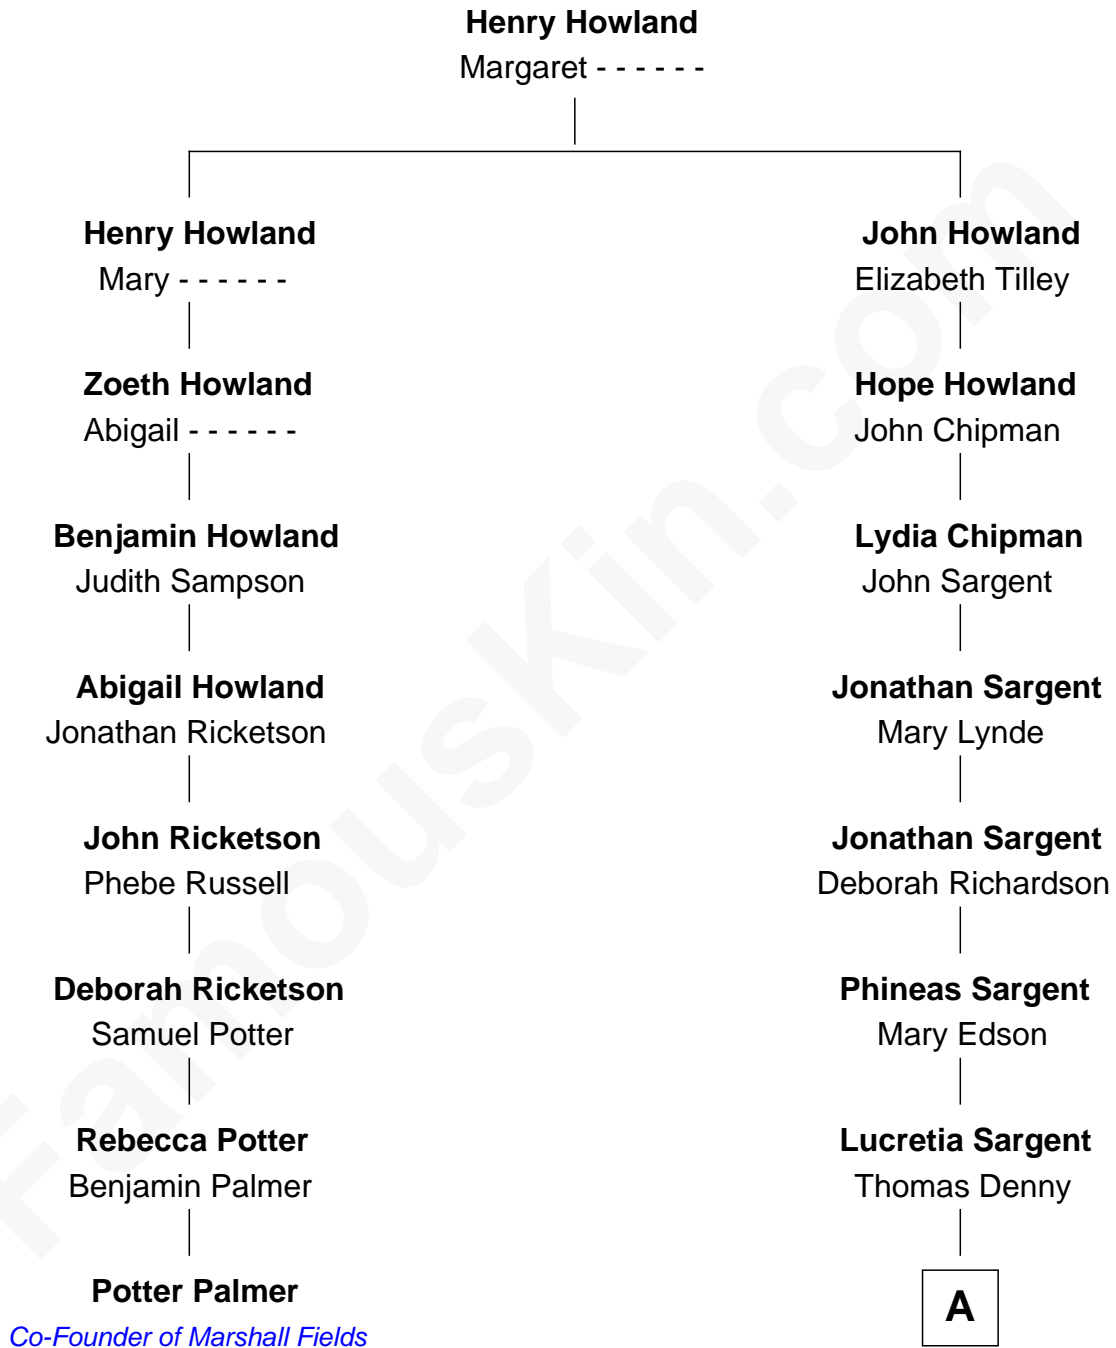 Henry Howland
Margaret - - - - - -
Henry Howland
Mary - - - - - -
John Howland
Elizabeth Tilley
Zoeth Howland
Abigail - - - - - -
Hope Howland
John Chipman
Benjamin Howland
Judith Sampson
Lydia Chipman
John Sargent
Abigail Howland
Jonathan Ricketson
Jonathan Sargent
Mary Lynde
John Ricketson
Phebe Russell
Jonathan Sargent
Deborah Richardson
Deborah Ricketson
Samuel Potter
Phineas Sargent
Mary Edson
Rebecca Potter
Benjamin Palmer
Lucretia Sargent
Thomas Denny
Potter Palmer
Co-Founder of Marshall Fields
A
FamousKin.com